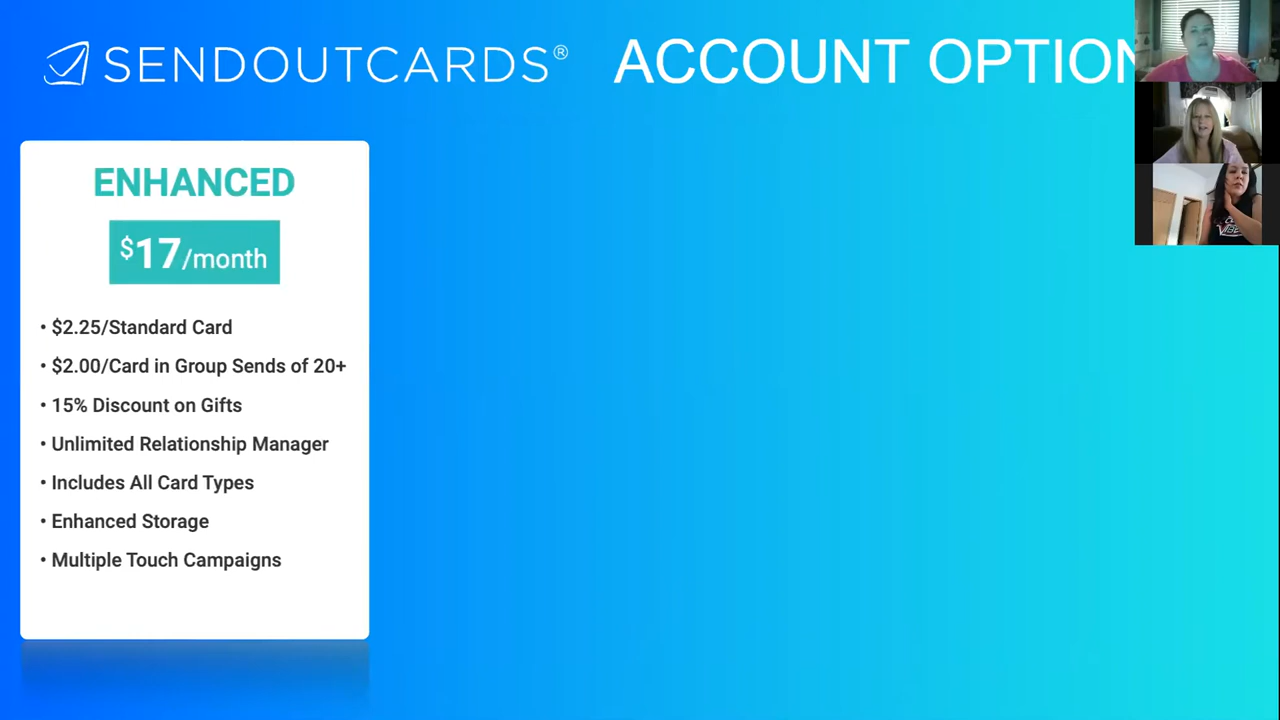 SENDOUTCARDS® ACCOUNT OPTION
ENHANCED
$17/month
• $2.25/Standard Card
• $2.00/Card in Group Sends of 20+
• 15% Discount on Gifts
• Unlimited Relationship Manager
• Includes All Card Types
• Enhanced Storage
• Multiple Touch Campaigns